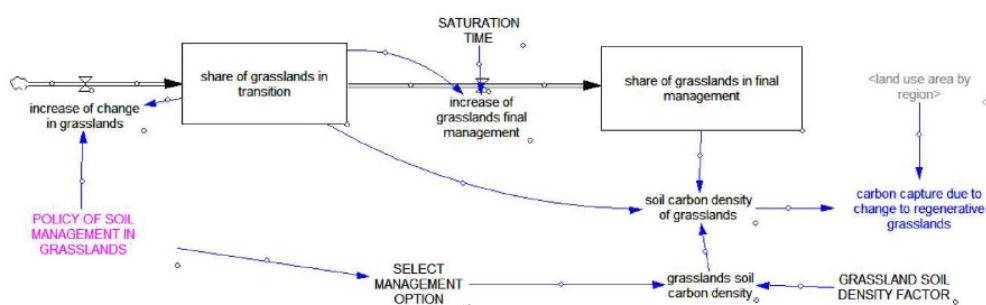 SATURATION
TIME
share of grasslands in
transition
share of grasslands in final
management
<land use area by
region>
increase of change
in grasslands
increase of
grasslands final
management
POLICY OF SOIL
MANAGEMENT IN
GRASSLANDS
soil carbon density
of grasslands
carbon capture due to
change to regenerative
grasslands
SELECT
MANAGEMENT
OPTION
grasslands soil
carbon density
GRASSLAND SOIL
DENSITY FACTOR